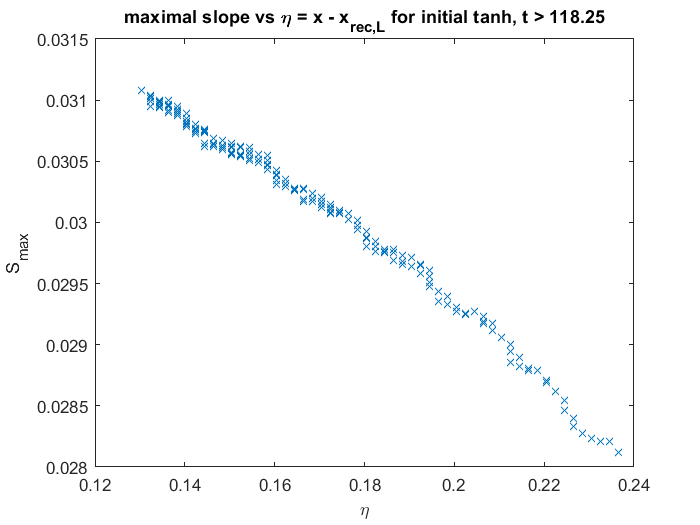 maximal slope vs η = x - x_rec,L for initial tanh, t > 118.25
0.0315
0.031
0.0305
0.03
0.0295
0.029
0.0285
0.028
S_max
0.12 0.14 0.16 0.18 0.2 0.22 0.24
η